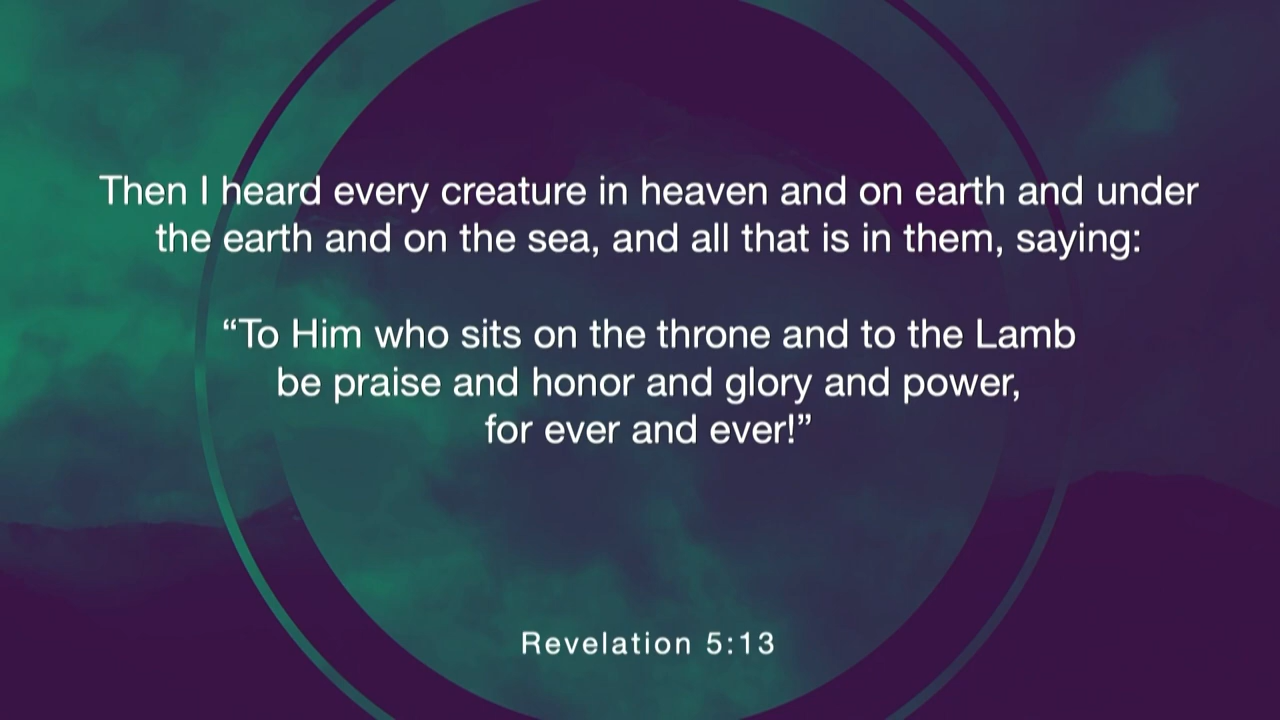 Then I heard every creature in heaven and on earth and under
the earth and on the sea, and all that is in them, saying:
“To Him who sits on the throne and to the Lamb
be praise and honor and glory and power,
for ever and ever!”
Revelation 5:13